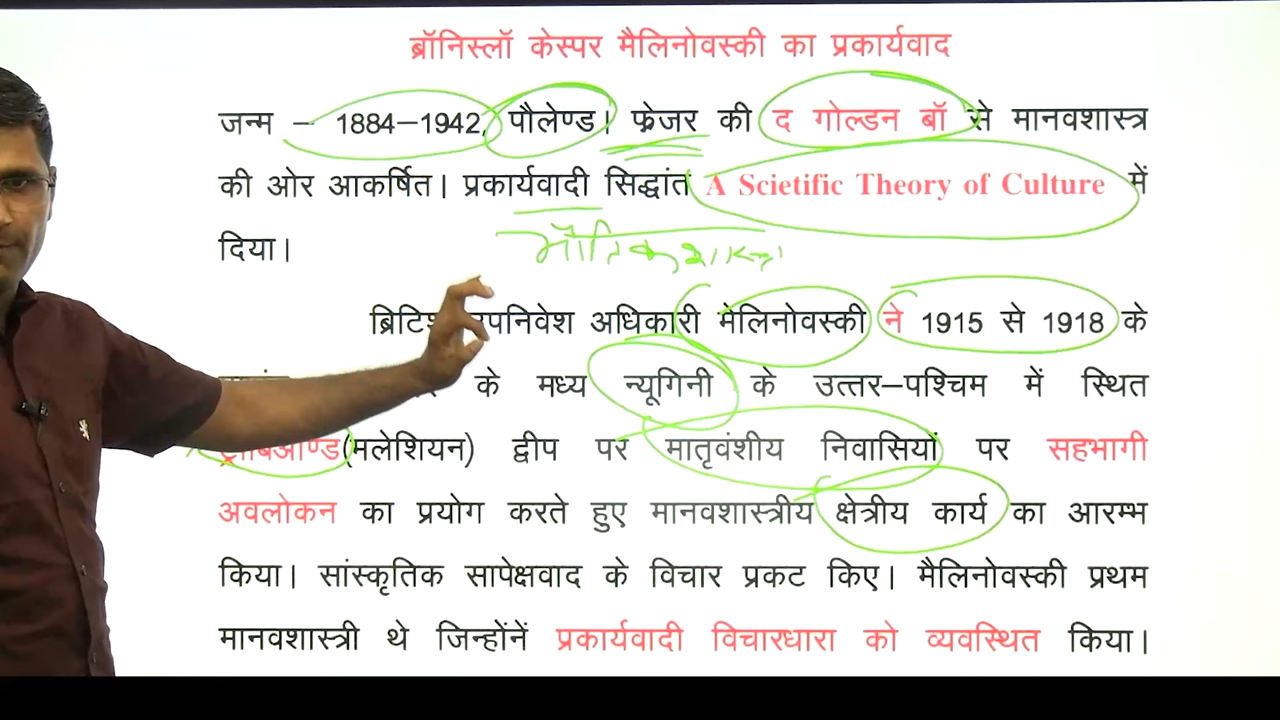 ब्रॉनिस्लॉ केस्पर मैलिनोवस्की का प्रकार्यवाद
जन्म – 1884–1942, पौलेण्ड। फ्रेजर की द गोल्डन बॉ से मानवशास्त्र
की ओर आकर्षित। प्रकार्यवादी सिद्धांत A Scietific Theory of Culture में
दिया।
भौतिकशास्त्र
उपनिवेश अधिकारी मेलिनोवस्की ने 1915 से 1918 के
के मध्य न्यूगिनी के उत्तर–पश्चिम में स्थित
(मलेशियन) द्वीप पर मातृवंशीय निवासियां पर सहभागी
अवलोकन का प्रयोग करते हुए मानवशास्त्रीय क्षेत्रीय कार्य का आरम्भ
किया। सांस्कृतिक सापेक्षवाद के विचार प्रकट किए। मैलिनोवस्की प्रथम
मानवशास्त्री थे जिन्होंनें प्रकार्यवादी विचारधारा को व्यवस्थित किया।